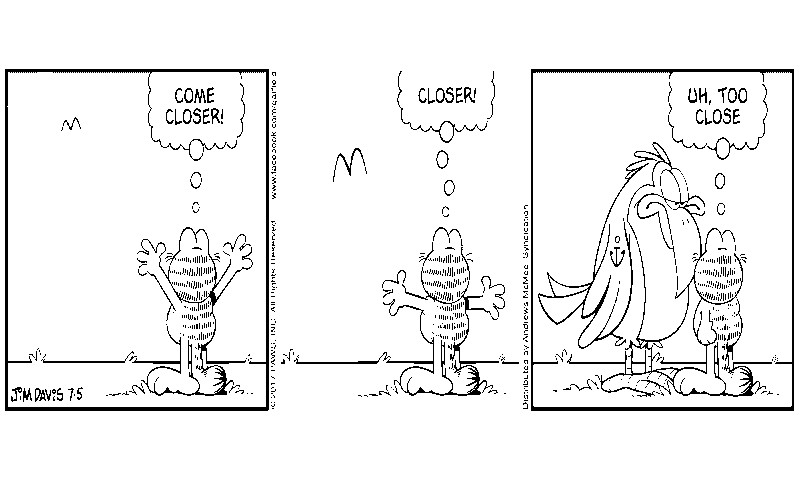 COME
CLOSER!
JIM DAVIS 7·5
www.facebook.com/garfield
© 2017 PAWS, INC. All Rights Reserved.
CLOSER!
Distributed by Andrews McMeel Syndication
UH, TOO
CLOSE